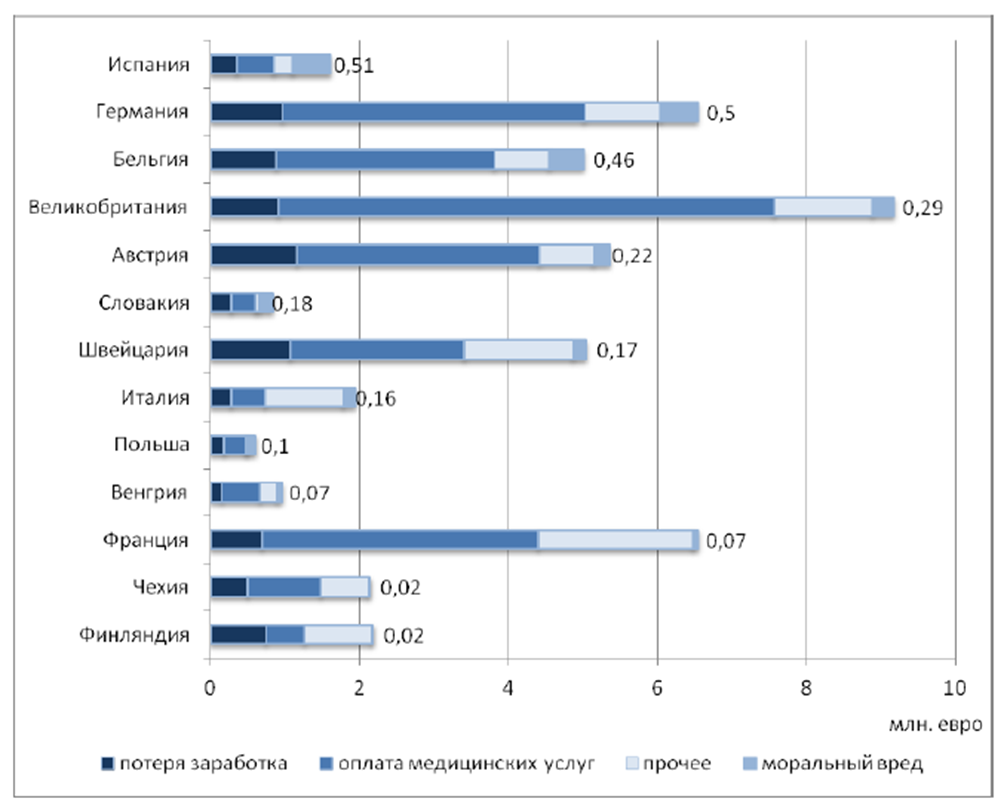 Испания 0,51
Германия 0,5
Бельгия 0,46
Великобритания 0,29
Австрия 0,22
Словакия 0,18
Швейцария 0,17
Италия 0,16
Польша 0,1
Венгрия 0,07
Франция 0,07
Чехия 0,02
Финляндия 0,02
0 2 4 6 8 10
млн. евро
потеря заработка оплата медицинских услуг прочее моральный вред